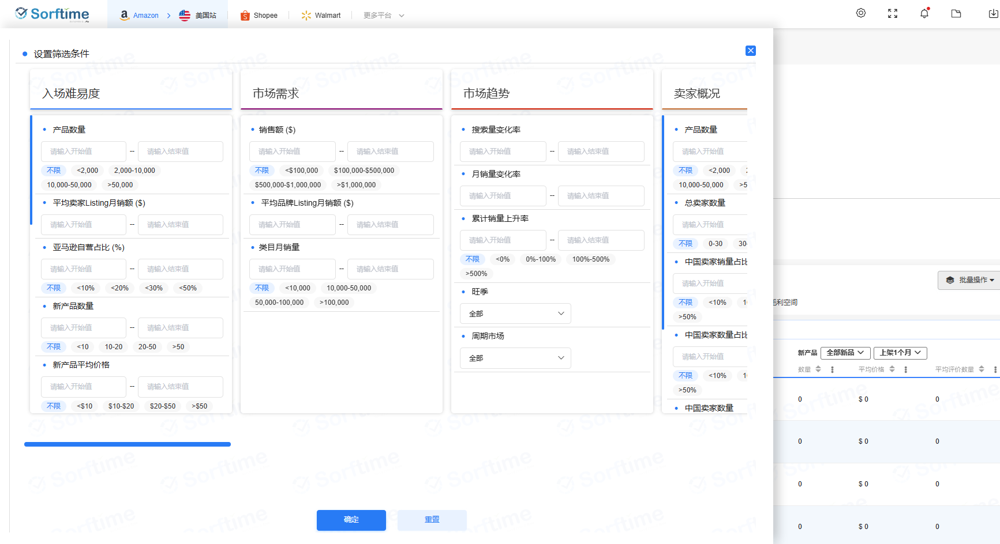 Sorftime
Amazon > 美国站 Shopee Walmart 更多平台
设置筛选条件
入场难易度
产品数量
请输入开始值 -- 请输入结束值
不限 <2,000 2,000-10,000
10,000-50,000 >50,000
平均卖家Listing月销额 ($)
请输入开始值 -- 请输入结束值
亚马逊自营占比 (%)
请输入开始值 -- 请输入结束值
不限 <10% <20% <30% <50%
新产品数量
请输入开始值 -- 请输入结束值
不限 <10 10-20 20-50 >50
新产品平均价格
请输入开始值 -- 请输入结束值
不限 <$10 $10-$20 $20-$50 >$50
市场需求
销售额 ($)
请输入开始值 -- 请输入结束值
不限 <$100,000 $100,000-$500,000
$500,000-$1,000,000 >$1,000,000
平均品牌Listing月销额 ($)
请输入开始值 -- 请输入结束值
类目月销量
请输入开始值 -- 请输入结束值
不限 <10,000 10,000-50,000
50,000-100,000 >100,000
市场趋势
搜索量变化率
请输入开始值 -- 请输入结束值
月销量变化率
请输入开始值 -- 请输入结束值
累计销量上升率
请输入开始值 -- 请输入结束值
不限 <0% 0%-100% 100%-500%
>500%
旺季
全部
周期市场
全部
卖家概况
产品数量
请输入开始值
不限 <2,000
10,000-50,000 >5
总卖家数量
请输入开始值
不限 0-30 30-
中国卖家销量占比
请输入开始值
不限 <10% 1
>50%
中国卖家数量占比
请输入开始值
不限 <10% 1
>50%
中国卖家数量
确定 重置
批量操作
毛利空间
新产品 全部新品 上架1个月
数量 平均价格 平均评价数量
0 $ 0 0
0 $ 0 0
0 $ 0 0
0 $ 0 0